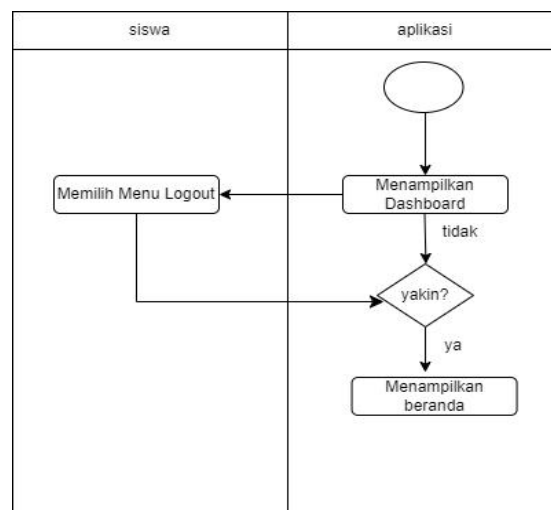 siswa
aplikasi
Menampilkan
Dashboard
Memilih Menu Logout
tidak
yakin?
ya
Menampilkan
beranda